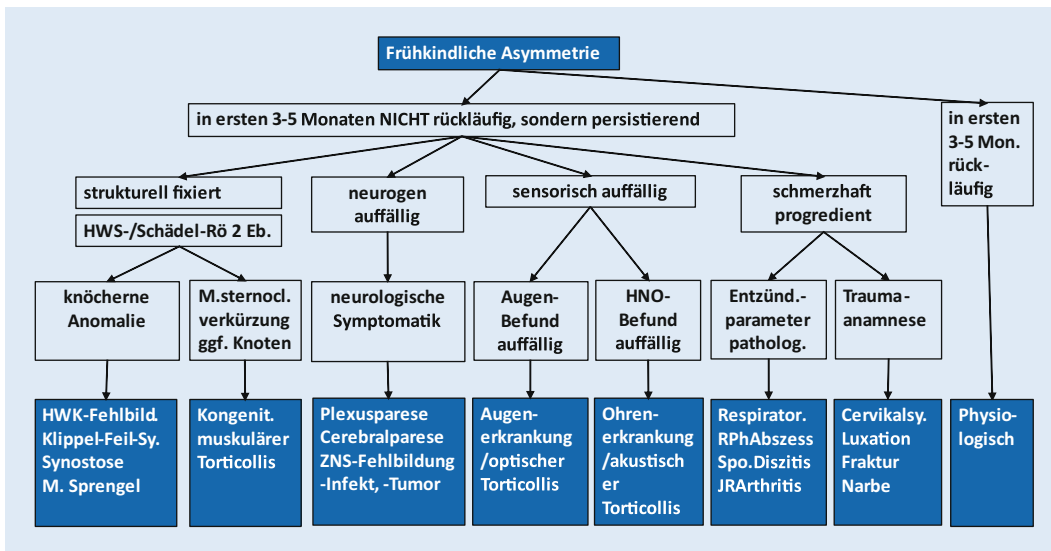 Frühkindliche Asymmetrie
in ersten 3-5 Monaten NICHT rückläufig, sondern persistierend
in ersten
3-5 Mon.
rück-
läufig
strukturell fixiert
HWS-/Schädel-Rö 2 Eb.
neurogen
auffällig
sensorisch auffällig
schmerzhaft
progredient
knöcherne
Anomalie
M.sternocl.
verkürzung
ggf. Knoten
neurologische
Symptomatik
Augen-
Befund
auffällig
HNO-
Befund
auffällig
Entzünd.-
parameter
patholog.
Trauma-
anamnese
HWK-Fehlbild.
Klippel-Feil-Sy.
Synostose
M. Sprengel
Kongenit.
muskulärer
Torticollis
Plexusparese
Cerebralparese
ZNS-Fehlbildung
-Infekt, -Tumor
Augen-
erkrankung
/optischer
Torticollis
Ohren-
erkrankung
/akustisch
er
Torticollis
Respirator.
RPhAbszess
Spo.Diszitis
JRArthritis
Cervikalsy.
Luxation
Fraktur
Narbe
Physio-
logisch